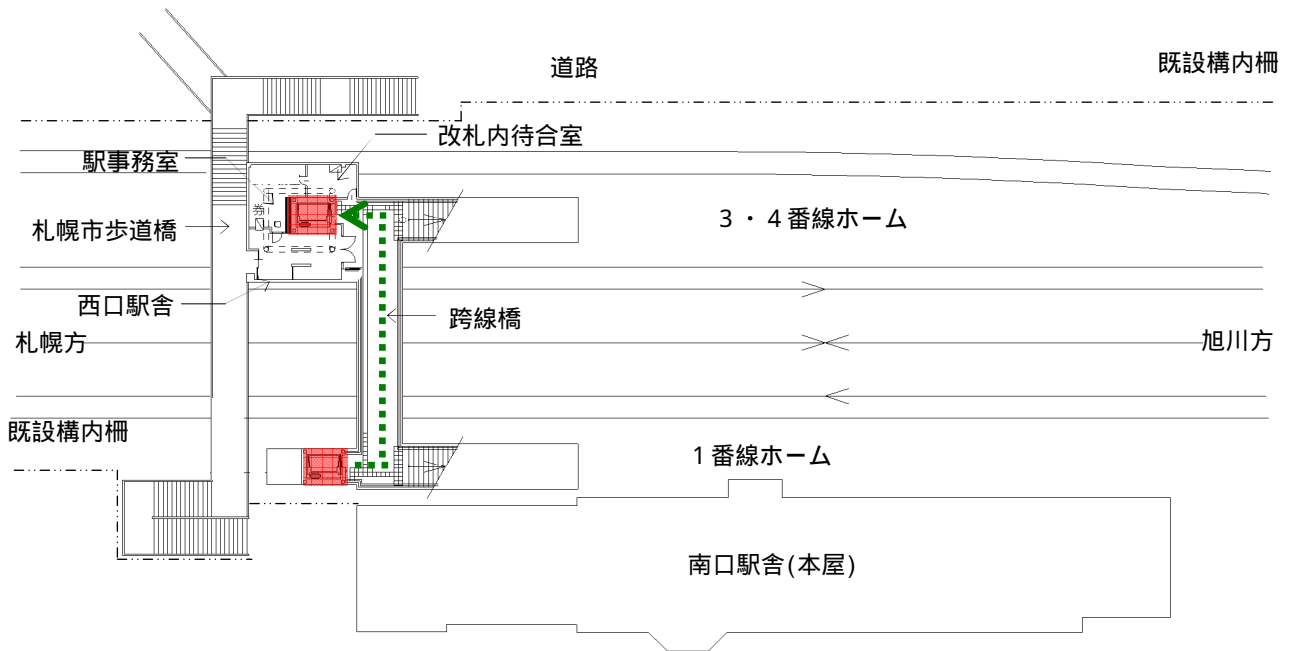 道路
既設構内柵
改札内待合室
駅事務室
券
3・4番線ホーム
札幌市歩道橋
西口駅舎
跨線橋
札幌方
旭川方
既設構内柵
1番線ホーム
南口駅舎(本屋)